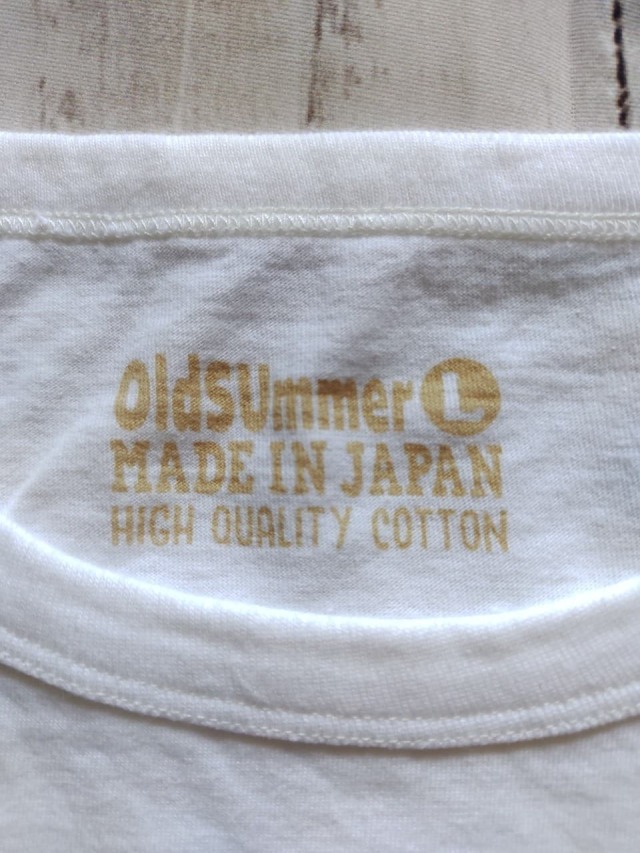 OldSUmmer L
MADE IN JAPAN
HIGH QUALITY COTTON